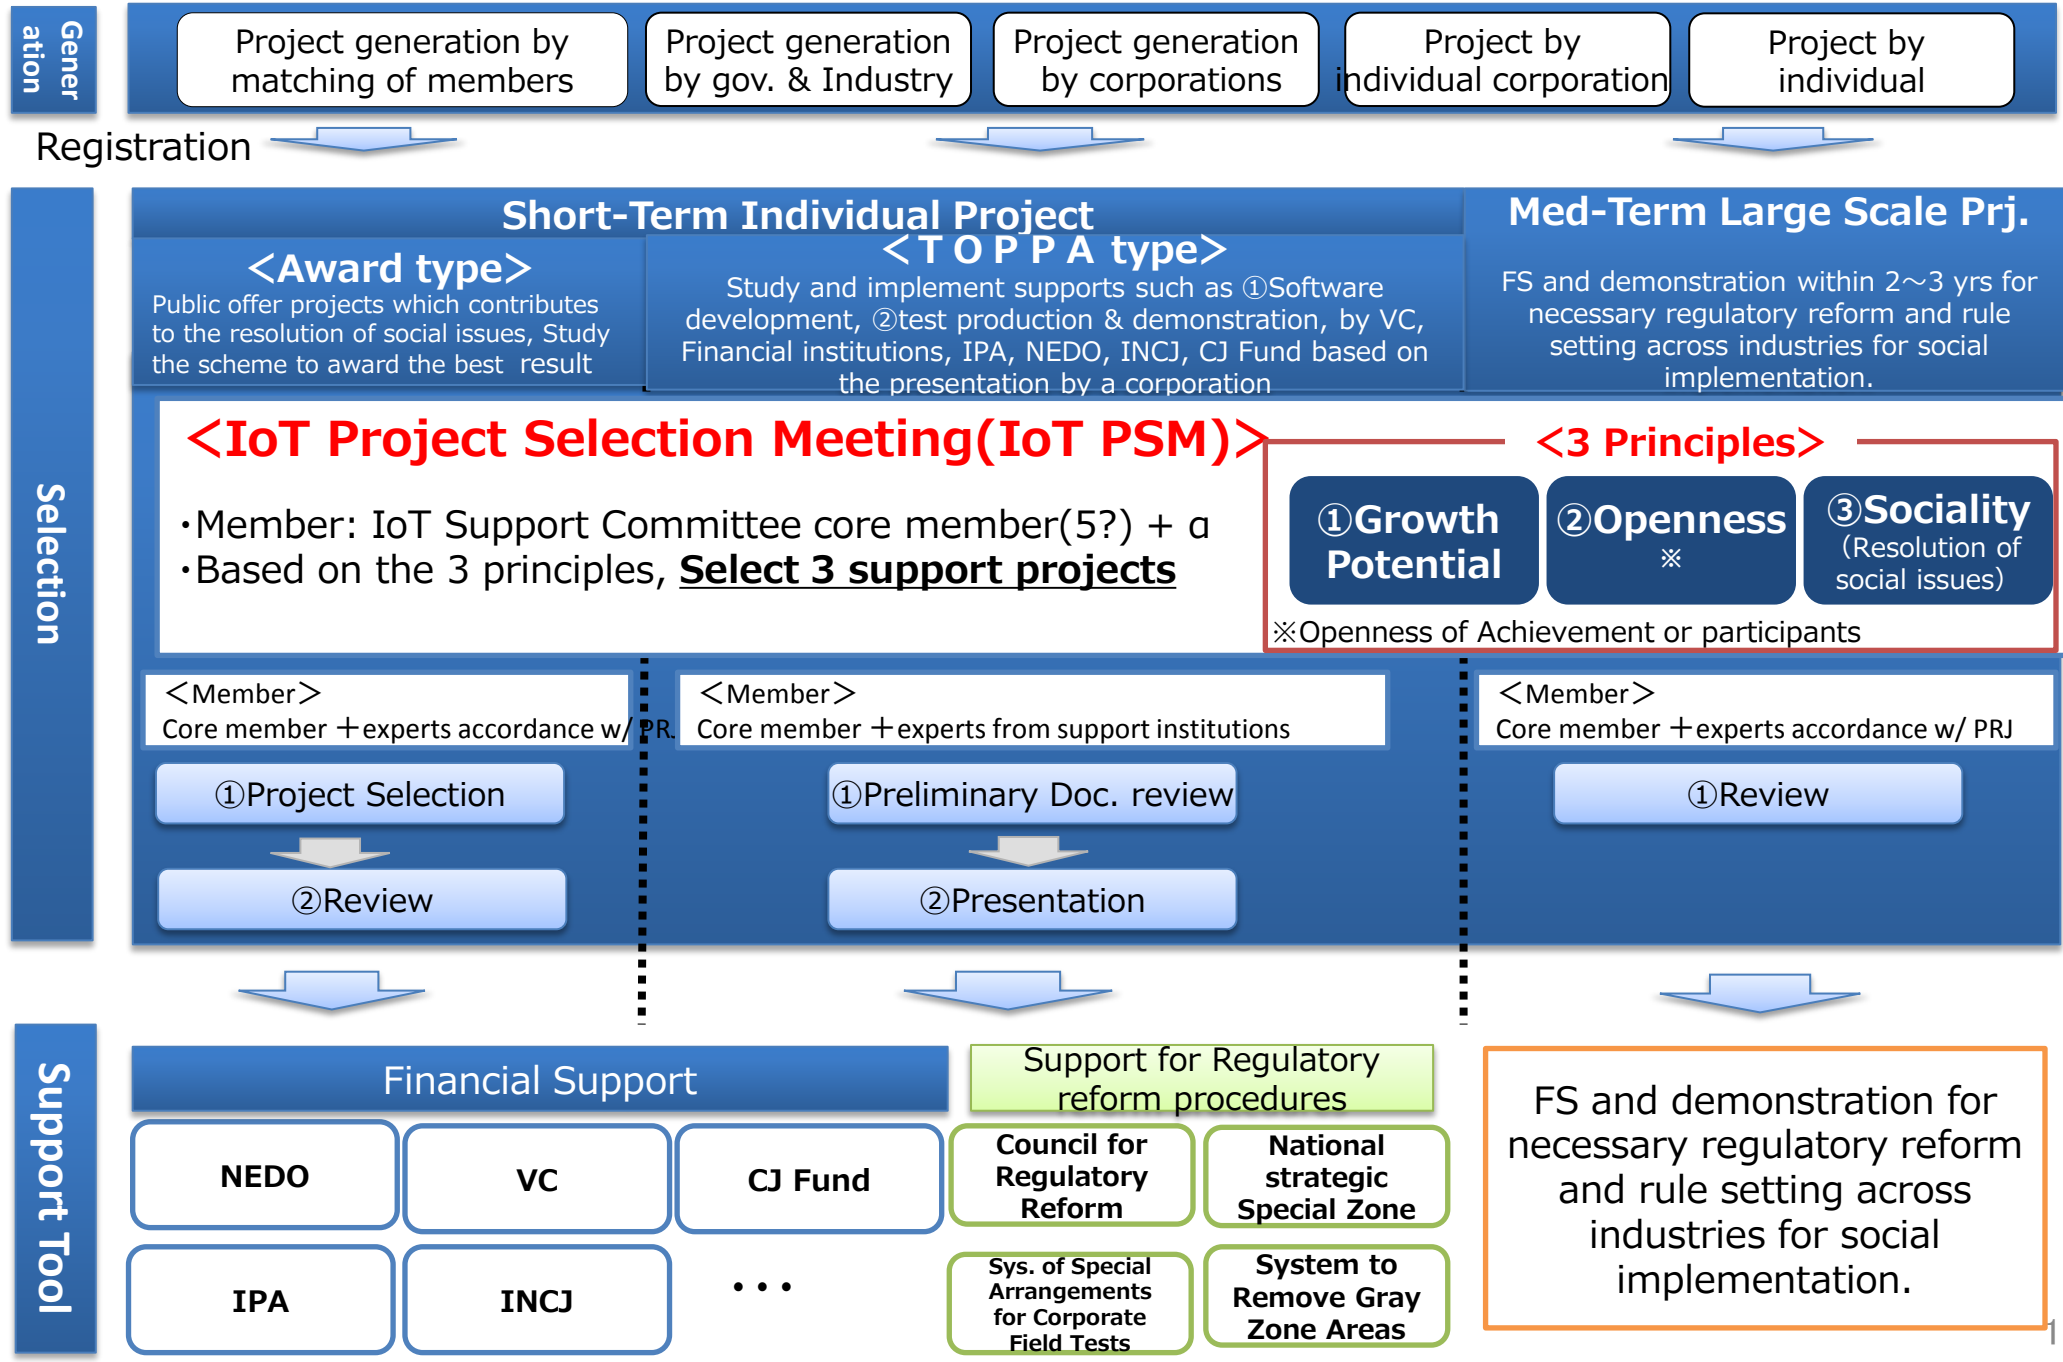 Gener
ation
Project generation by
matching of members
Project generation
by gov. & Industry
Project generation
by corporations
Project by
individual corporation
Project by
individual
Registration
Selection
Short-Term Individual Project
Med-Term Large Scale Prj.
＜Award type＞
Public offer projects which contributes
to the resolution of social issues, Study
the scheme to award the best result
＜T O P P A type＞
Study and implement supports such as ①Software
development, ②test production & demonstration, by VC,
Financial institutions, IPA, NEDO, INCJ, CJ Fund based on
the presentation by a corporation
FS and demonstration within 2～3 yrs for
necessary regulatory reform and rule
setting across industries for social
implementation.
＜IoT Project Selection Meeting(IoT PSM)＞
・Member: IoT Support Committee core member(5?) + α
・Based on the 3 principles, Select 3 support projects
＜3 Principles＞
①Growth
Potential
②Openness
※
③Sociality
（Resolution of
social issues）
※Openness of Achievement or participants
＜Member＞
Core member ＋experts accordance w/ PRJ
＜Member＞
Core member ＋experts from support institutions
＜Member＞
Core member ＋experts accordance w/ PRJ
①Project Selection
②Review
①Preliminary Doc. review
②Presentation
①Review
Support Tool
Financial Support
NEDO
VC
CJ Fund
IPA
INCJ
・・・
Support for Regulatory
reform procedures
Council for
Regulatory
Reform
National
strategic
Special Zone
Sys. of Special
Arrangements
for Corporate
Field Tests
System to
Remove Gray
Zone Areas
FS and demonstration for
necessary regulatory reform
and rule setting across
industries for social
implementation.
1